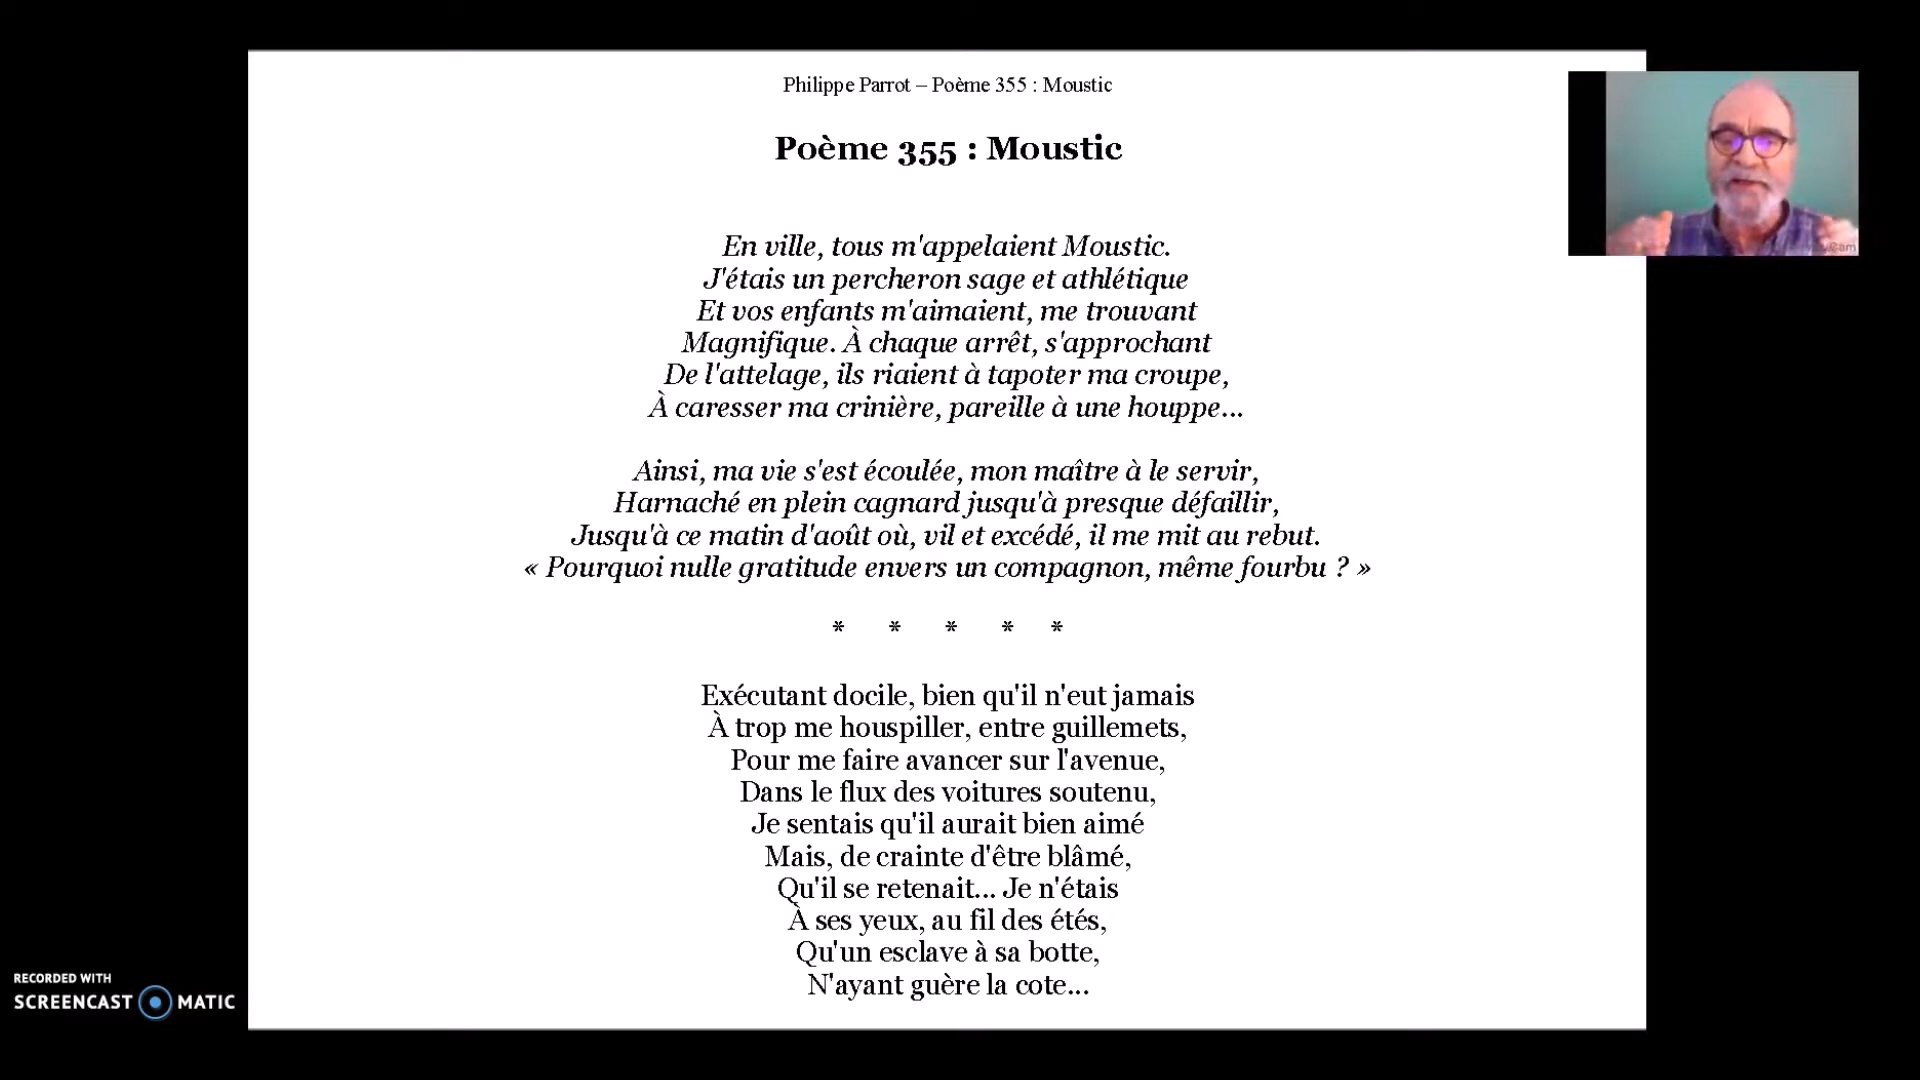 Philippe Parrot – Poème 355 : Moustic
Poème 355 : Moustic
En ville, tous m'appelaient Moustic.
J'étais un percheron sage et athlétique
Et vos enfants m'aimaient, me trouvant
Magnifique. À chaque arrêt, s'approchant
De l'attelage, ils riaient à tapoter ma croupe,
À caresser ma crinière, pareille à une houppe...
Ainsi, ma vie s'est écoulée, mon maître à le servir,
Harnaché en plein cagnard jusqu'à presque défaillir,
Jusqu'à ce matin d'août où, vil et excédé, il me mit au rebut.
« Pourquoi nulle gratitude envers un compagnon, même fourbu ? »
* * * * *
Exécutant docile, bien qu'il n'eut jamais
À trop me houspiller, entre guillemets,
Pour me faire avancer sur l'avenue,
Dans le flux des voitures soutenu,
Je sentais qu'il aurait bien aimé
Mais, de crainte d'être blâmé,
Qu'il se retenait... Je n'étais
À ses yeux, au fil des étés,
Qu'un esclave à sa botte,
N'ayant guère la cote...
RECORDED WITH
SCREENCAST MATIC